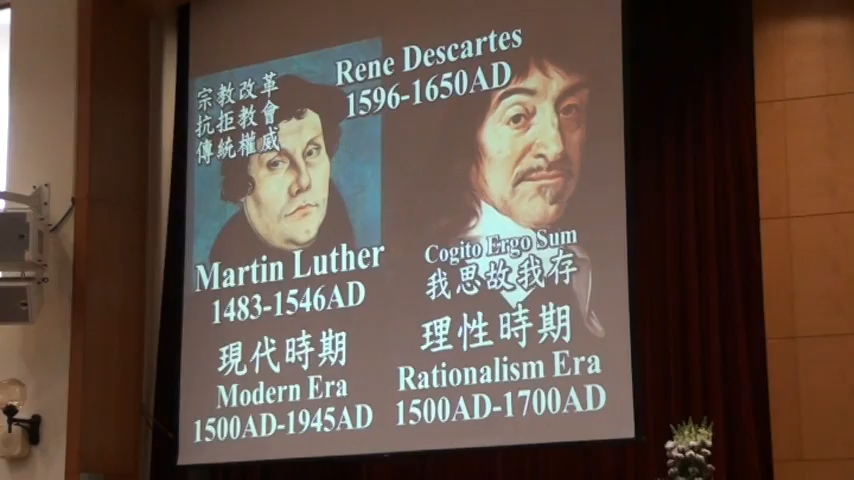 宗教改革
抗拒教會
傳統權威
Martin Luther
1483-1546AD
現代時期
Modern Era
1500AD-1945AD
Rene Descartes
1596-1650AD
Cogito Ergo Sum
我思故我存
理性時期
Rationalism Era
1500AD-1700AD